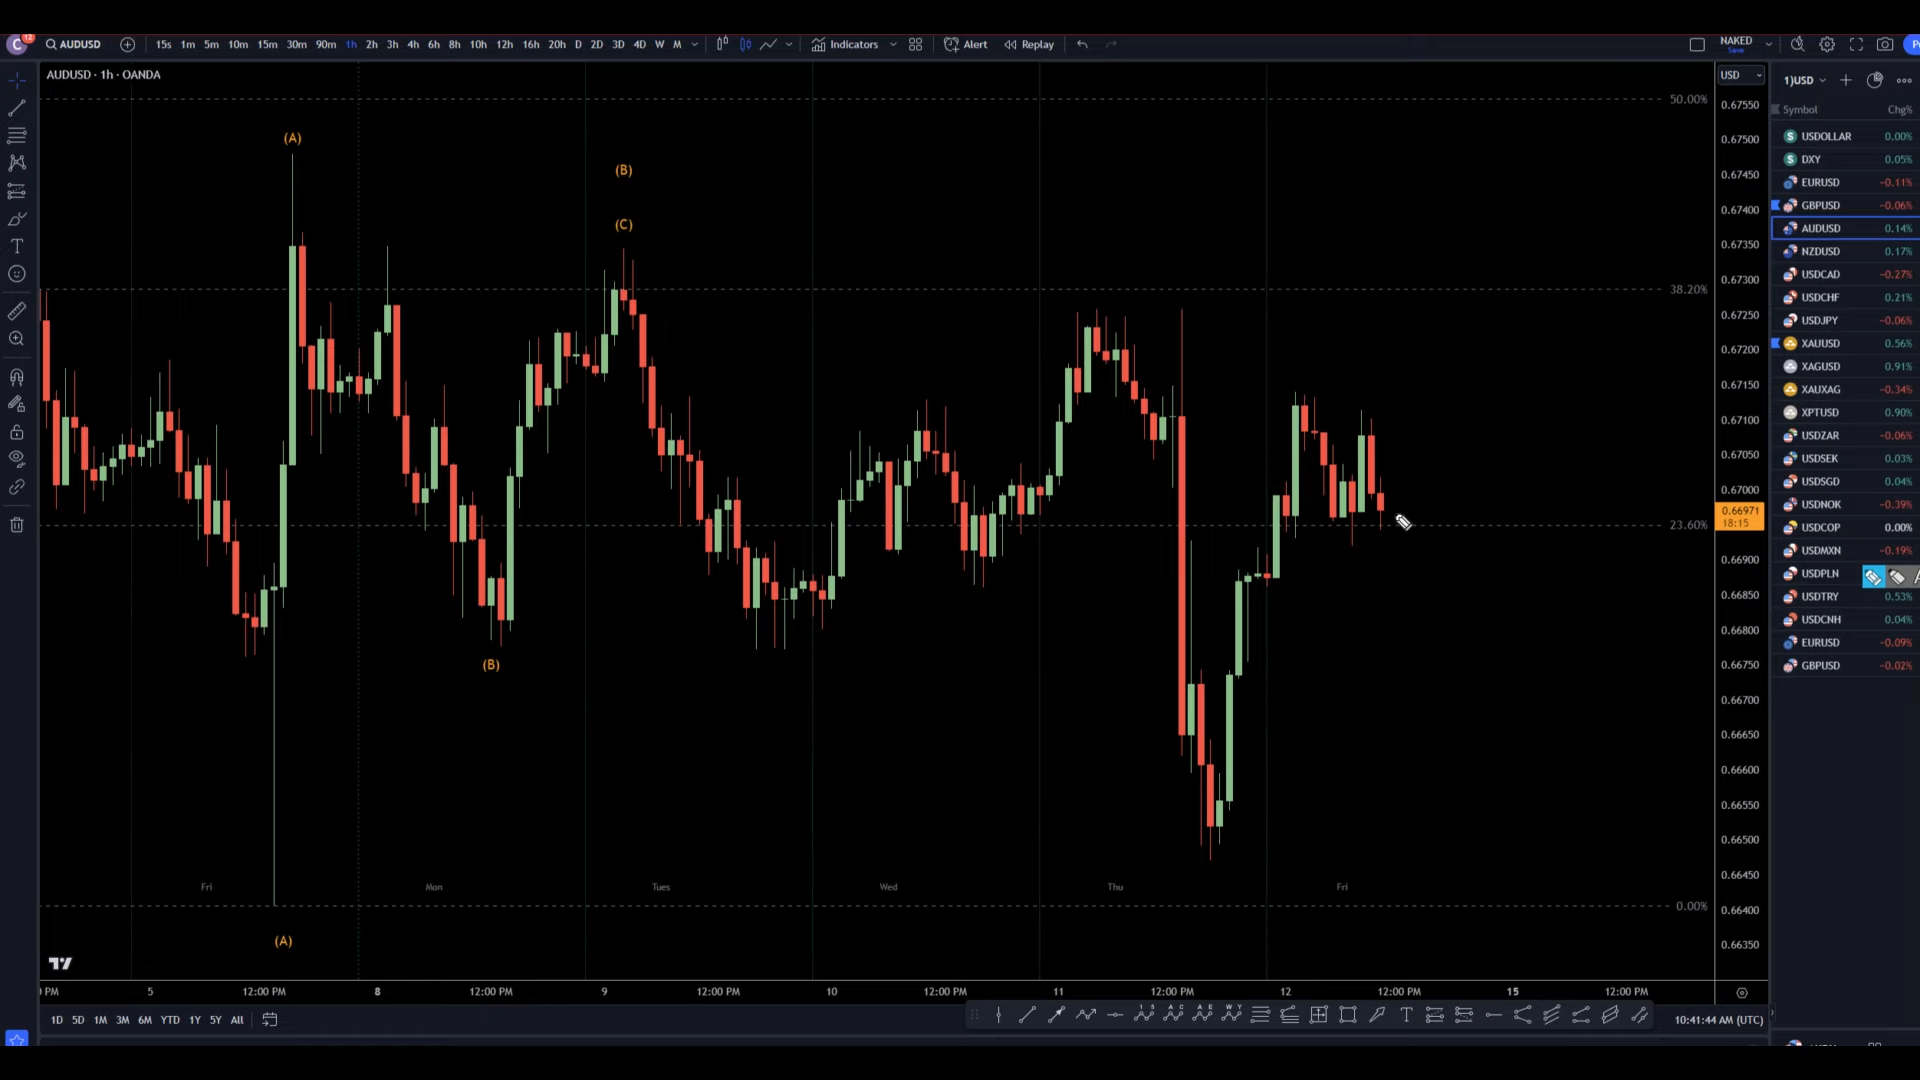 C 12 AUDUSD 15s 1m 5m 10m 15m 30m 90m 1h 2h 3h 4h 6h 8h 10h 12h 16h 20h D 2D 3D 4D W M Indicators Alert Replay NAKED
Save
AUDUSD · 1h · OANDA
USD
1)USD
Symbol Chg%
USDOLLAR 0.00%
DXY 0.05%
EURUSD −0.11%
GBPUSD −0.06%
AUDUSD 0.14%
NZDUSD 0.17%
USDCAD −0.27%
USDCHF 0.21%
USDJPY −0.06%
XAUUSD 0.56%
XAGUSD 0.91%
XAUXAG −0.34%
XPTUSD 0.90%
USDZAR −0.06%
USDSEK 0.03%
USDSGD 0.04%
USDNOK −0.39%
USDCOP 0.00%
USDMXN −0.19%
USDPLN
USDTRY 0.53%
USDCNH 0.04%
EURUSD −0.09%
GBPUSD −0.02%
50.00%
38.20%
23.60%
0.00%
0.67550
0.67500
0.67450
0.67400
0.67350
0.67300
0.67250
0.67200
0.67150
0.67100
0.67050
0.67000
0.66971
18:15
0.66900
0.66850
0.66800
0.66750
0.66700
0.66650
0.66600
0.66550
0.66500
0.66450
0.66400
0.66350
(A)
(B)
(C)
(B)
(A)
Fri Mon Tues Wed Thu Fri
PM 5 12:00 PM 8 12:00 PM 9 12:00 PM 10 12:00 PM 11 12:00 PM 12 12:00 PM 15 12:00 PM
1D 5D 1M 3M 6M YTD 1Y 5Y All
10:41:44 AM (UTC)